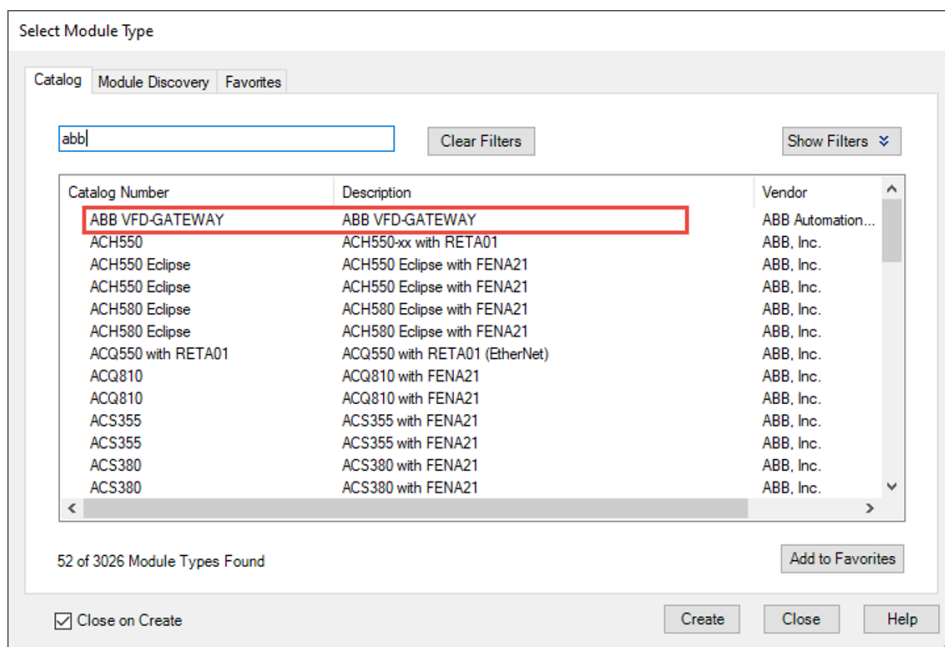 Select Module Type
Catalog Module Discovery Favorites
abb Clear Filters Show Filters
Catalog Number Description Vendor
ABB VFD-GATEWAY ABB VFD-GATEWAY ABB Automation...
ACH550 ACH550-xx with RETA01 ABB, Inc.
ACH550 Eclipse ACH550 Eclipse with FENA21 ABB, Inc.
ACH550 Eclipse ACH550 Eclipse with FENA21 ABB, Inc.
ACH580 Eclipse ACH580 Eclipse with FENA21 ABB, Inc.
ACH580 Eclipse ACH580 Eclipse with FENA21 ABB, Inc.
ACQ550 with RETA01 ACQ550 with RETA01 (EtherNet) ABB, Inc.
ACQ810 ACQ810 with FENA21 ABB, Inc.
ACQ810 ACQ810 with FENA21 ABB, Inc.
ACS355 ACS355 with FENA21 ABB, Inc.
ACS355 ACS355 with FENA21 ABB, Inc.
ACS380 ACS380 with FENA21 ABB, Inc.
ACS380 ACS380 with FENA21 ABB, Inc.
52 of 3026 Module Types Found Add to Favorites
Close on Create Create Close Help